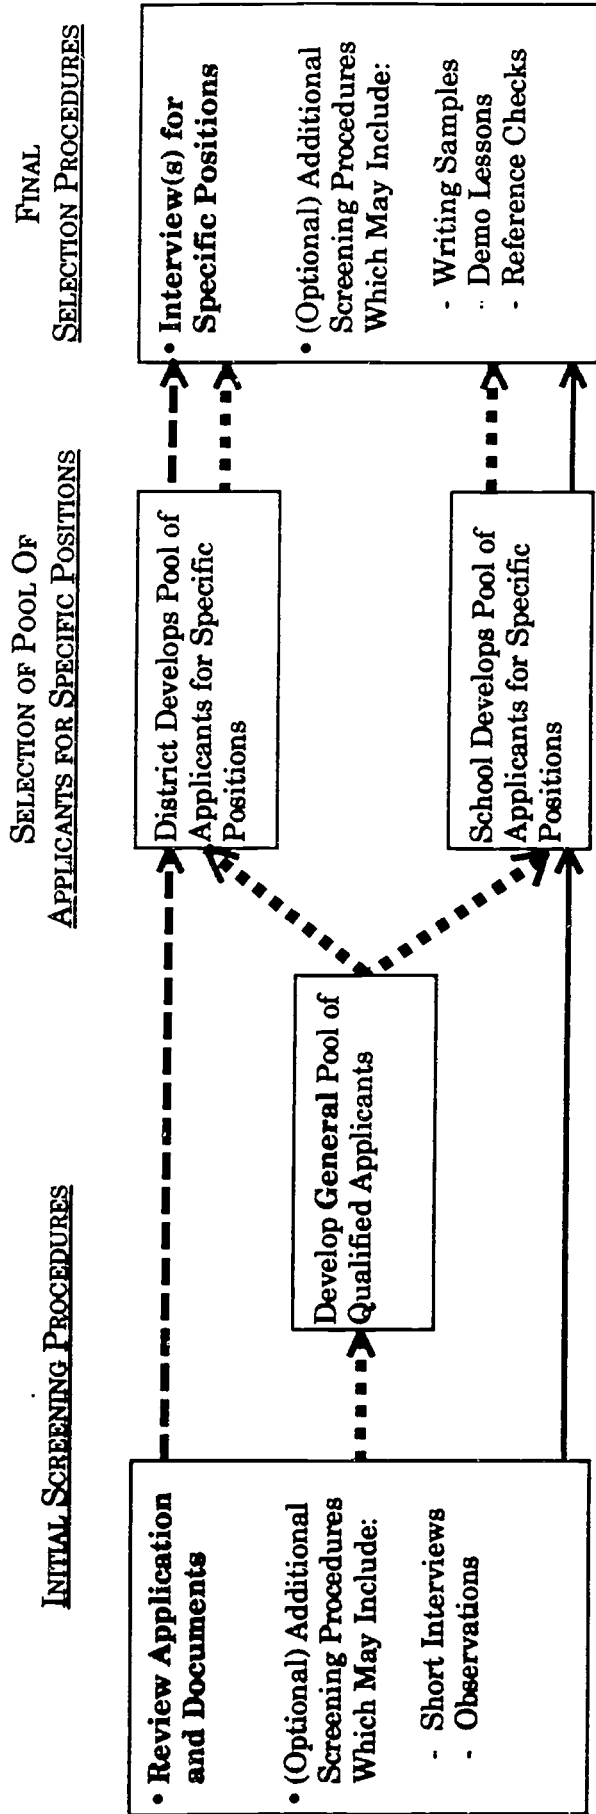 INITIAL SCREENING PROCEDURES
• Review Application
and Documents
• (Optional) Additional
Screening Procedures
Which May Include:
- Short Interviews
- Observations
Develop General Pool of
Qualified Applicants
SELECTION OF POOL OF
APPLICANTS FOR SPECIFIC POSITIONS
District Develops Pool of
Applicants for Specific
Positions
School Develops Pool of
Applicants for Specific
Positions
FINAL
SELECTION PROCEDURES
• Interview(s) for
Specific Positions
• (Optional) Additional
Screening Procedures
Which May Include:
- Writing Samples
- Demo Lessons
- Reference Checks